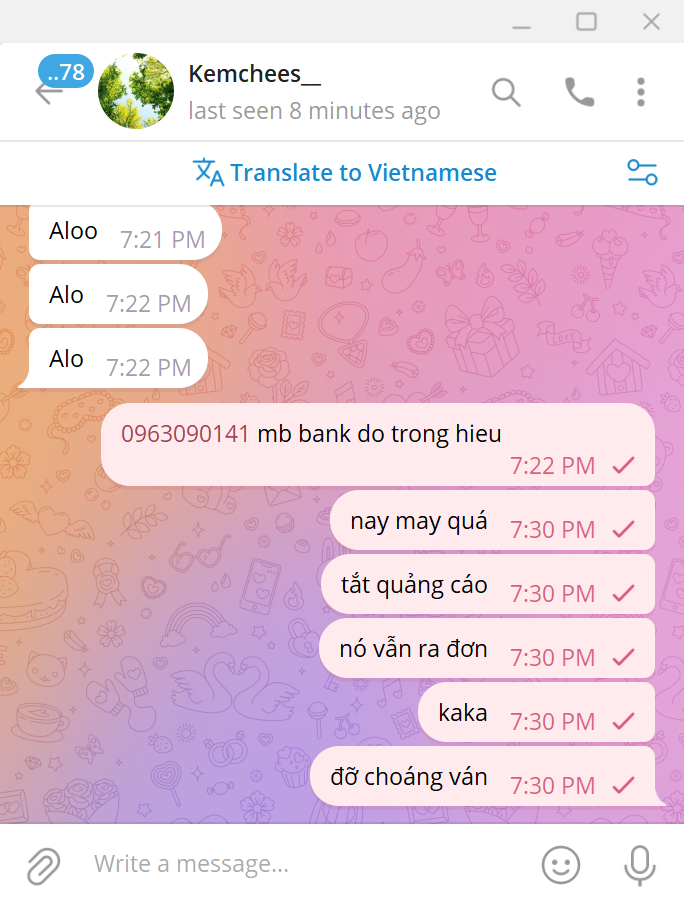 ..78
Kemchees__
last seen 8 minutes ago
Translate to Vietnamese
Aloo 7:21 PM
Alo 7:22 PM
Alo 7:22 PM
0963090141 mb bank do trong hieu
7:22 PM
nay may quá 7:30 PM
tắt quảng cáo 7:30 PM
nó vẫn ra đơn 7:30 PM
kaka 7:30 PM
đỡ choáng ván 7:30 PM
Write a message...